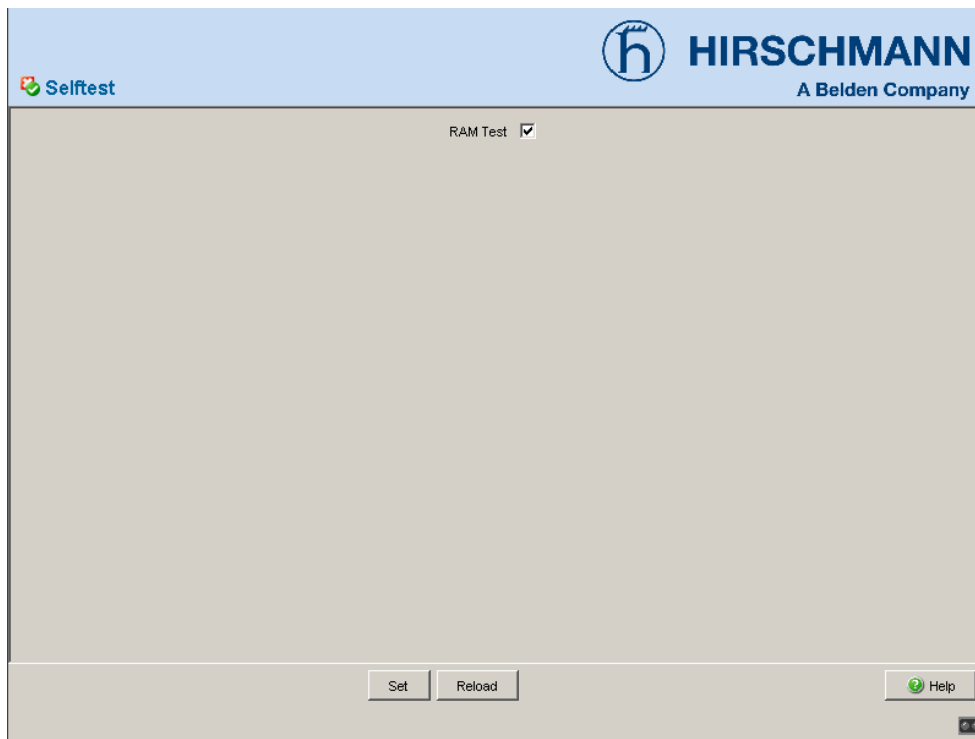 HIRSCHMANN
A Belden Company
Selftest
RAM Test
Set
Reload
Help